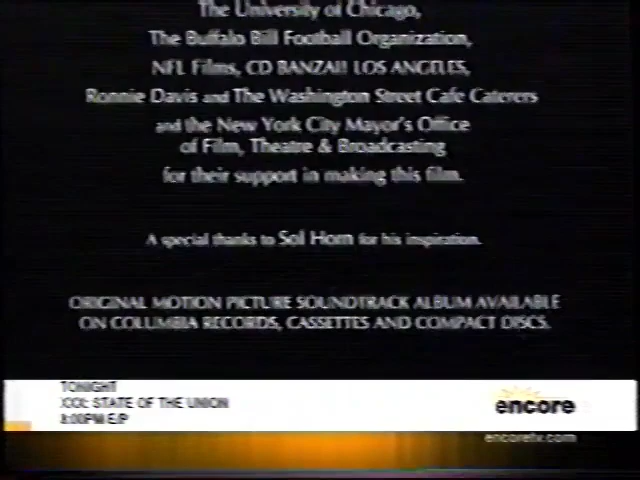 The University of Chicago,
The Buffalo Bill Football Organization,
NFL Films, CD BANZAI! LOS ANGELES,
Ronnie Davis and The Washington Street Cafe Caterers
and the New York City Mayor's Office
of Film, Theatre & Broadcasting
for their support in making this film.
A special thanks to Sol Horn for his inspiration.
ORIGINAL MOTION PICTURE SOUNDTRACK ALBUM AVAILABLE
ON COLUMBIA RECORDS, CASSETTES AND COMPACT DISCS.
TONIGHT
XXX: STATE OF THE UNION
8:00PM E/P
encore
encoretv.com